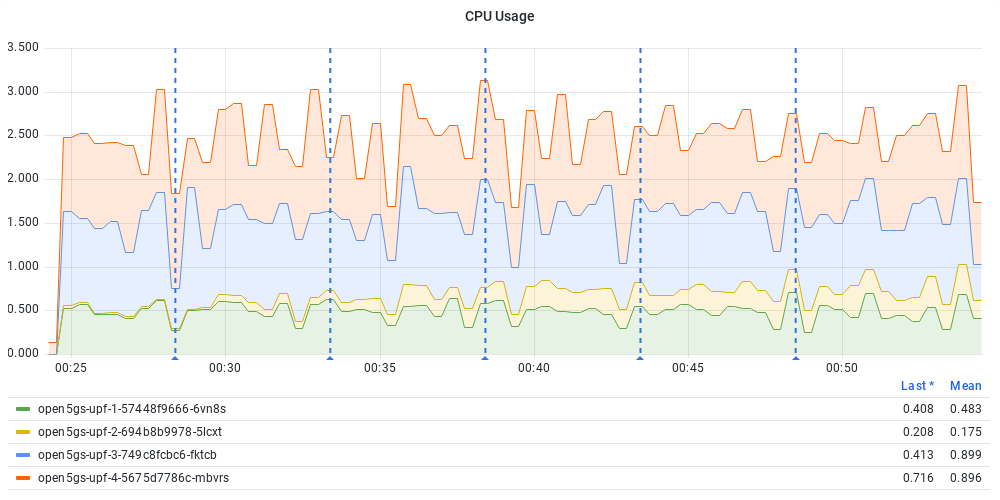 CPU Usage
3.500
3.000
2.500
2.000
1.500
1.000
0.500
0.000
00:25 00:30 00:35 00:40 00:45 00:50
Last * Mean
open5gs-upf-1-57448f9666-6vn8s 0.408 0.483
open5gs-upf-2-694b8b9978-5lcxt 0.208 0.175
open5gs-upf-3-749c8fcbc6-fktcb 0.413 0.899
open5gs-upf-4-5675d7786c-mbvrs 0.716 0.896